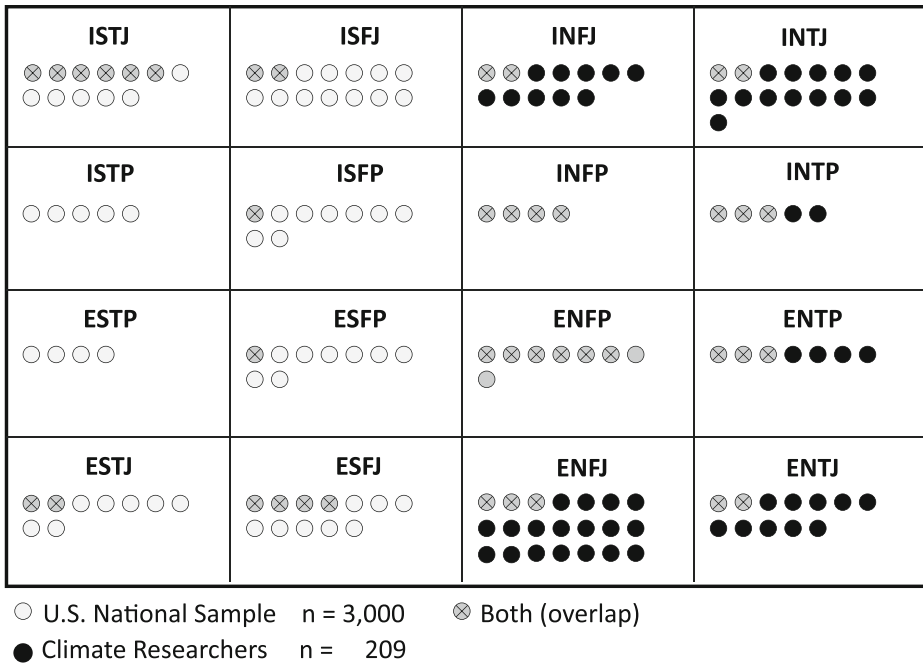 ISTJ ISFJ INFJ INTJ
ISTP ISFP INFP INTP
ESTP ESFP ENFP ENTP
ESTJ ESFJ ENFJ ENTJ
U.S. National Sample n = 3,000 Both (overlap)
Climate Researchers n = 209